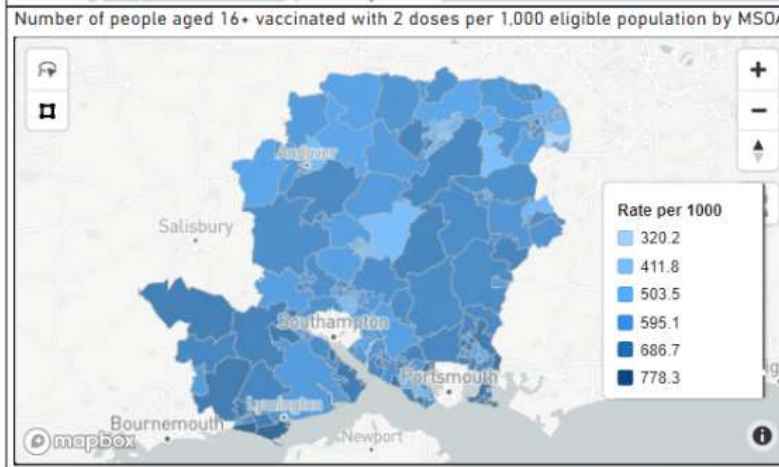 Number of people aged 16+ vaccinated with 2 doses per 1,000 eligible population by MSOA
Andover
Salisbury
Rate per 1000
320.2
411.8
503.5
595.1
686.7
778.3
Southampton
Portsmouth
Lymington
Bournemouth
Newport
mapbox